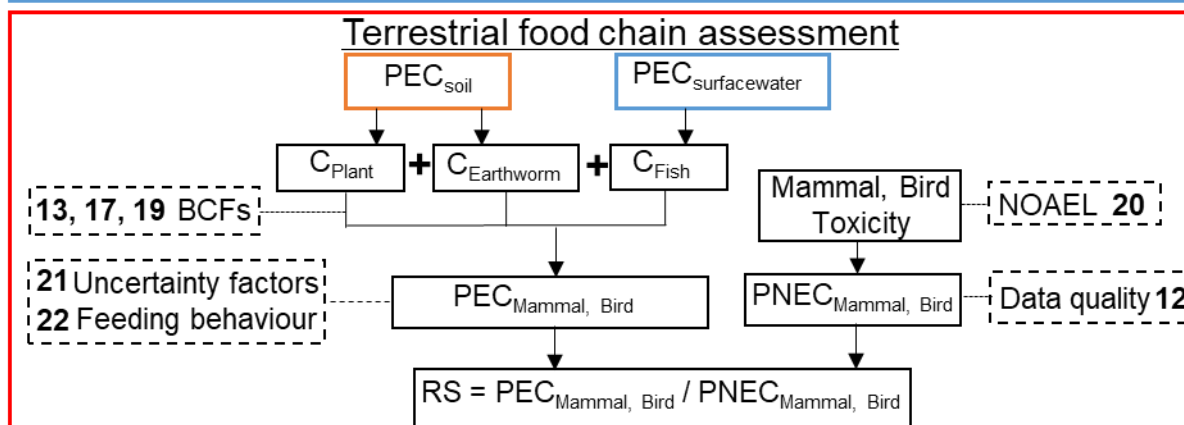 Terrestrial food chain assessment
PECsoil
PECsurfacewater
CPlant + CEarthworm + CFish
13, 17, 19 BCFs
Mammal, Bird
Toxicity
NOAEL 20
21 Uncertainty factors
22 Feeding behaviour
PECMammal, Bird
PNECMammal, Bird
Data quality 12
RS = PECMammal, Bird / PNECMammal, Bird